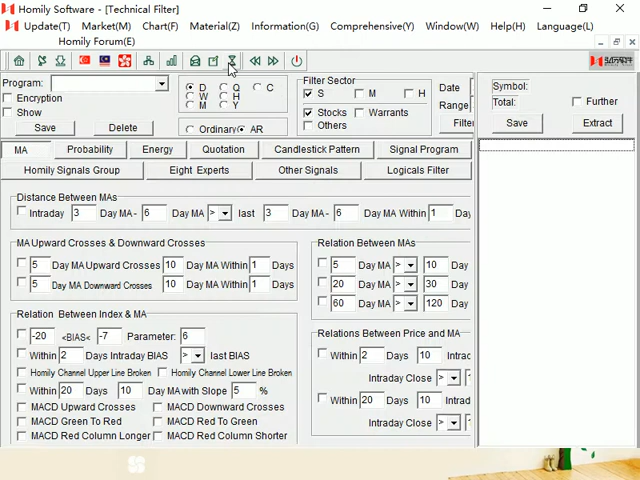 Homily Software - [Technical Filter]
Update(T) Market(M) Chart(F) Material(Z) Information(G) Comprehensive(Y) Window(W) Help(H) Language(L)
Homily Forum(E)
Program:
Encryption
Show
Save Delete
D Q C
W H
M Y
Ordinary AR
Filter Sector
S M H
Stocks Warrants
Others
Date
Range
Filter
Symbol:
Total: Further
Save Extract
MA Probability Energy Quotation Candlestick Pattern Signal Program
Homily Signals Group Eight Experts Other Signals Logicals Filter
Distance Between MAs
Intraday 3 Day MA - 6 Day MA > last 3 Day MA - 6 Day MA Within 1 Day
MA Upward Crosses & Downward Crosses
5 Day MA Upward Crosses 10 Day MA Within 1 Days
5 Day MA Downward Crosses 10 Day MA Within 1 Days
Relation Between MAs
5 Day MA > 10 Day
20 Day MA > 30 Day
60 Day MA > 120 Day
Relation Between Index & MA
-20 <BIAS< -7 Parameter: 6
Within 2 Days Intraday BIAS > last BIAS
Homily Channel Upper Line Broken Homily Channel Lower Line Broken
Within 20 Days 10 Day MA with Slope 5 %
MACD Upward Crosses MACD Downward Crosses
MACD Green To Red MACD Red To Green
MACD Red Column Longer MACD Red Column Shorter
Relations Between Price and MA
Within 2 Days 10 Intrad
Intraday Close >
Within 20 Days 10 Intrad
Intraday Close >